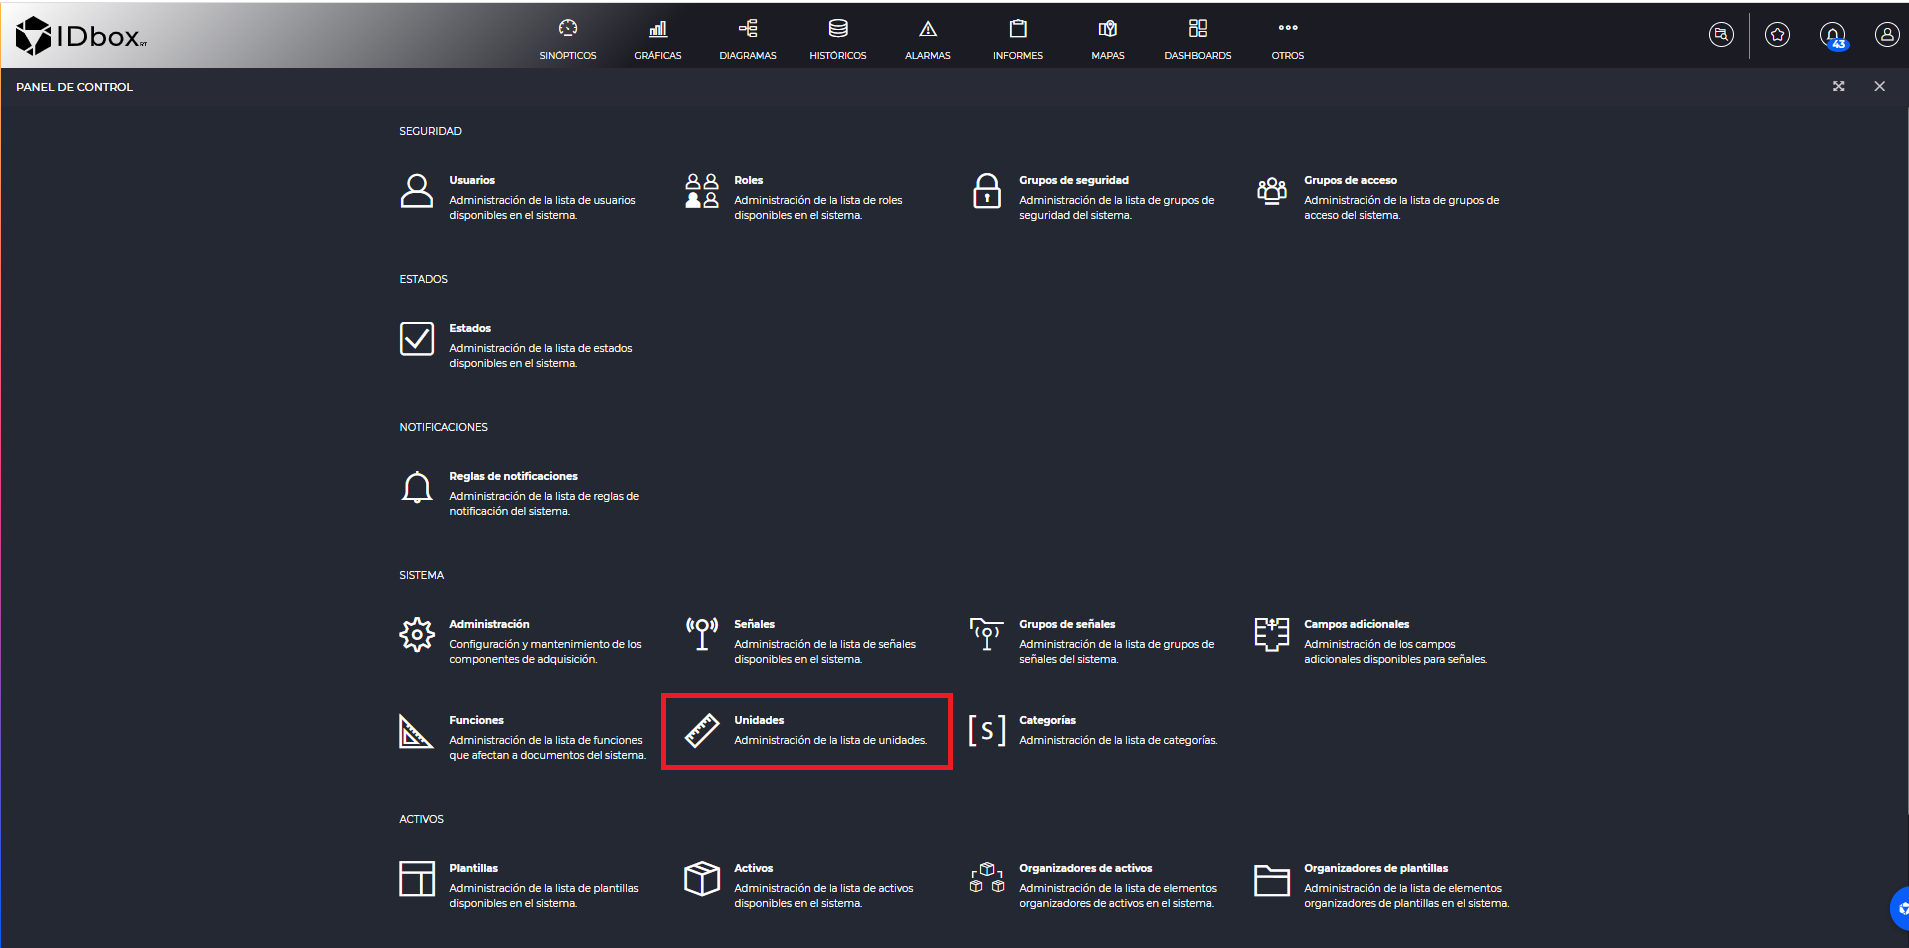 IDbox RT
SINÓPTICOS
GRÁFICAS
DIAGRAMAS
HISTÓRICOS
ALARMAS
INFORMES
MAPAS
DASHBOARDS
OTROS
43
PANEL DE CONTROL
SEGURIDAD
Usuarios
Administración de la lista de usuarios
disponibles en el sistema.
Roles
Administración de la lista de roles
disponibles en el sistema.
Grupos de seguridad
Administración de la lista de grupos de
seguridad del sistema.
Grupos de acceso
Administración de la lista de grupos de
acceso del sistema.
ESTADOS
Estados
Administración de la lista de estados
disponibles en el sistema.
NOTIFICACIONES
Reglas de notificaciones
Administración de la lista de reglas de
notificación del sistema.
SISTEMA
Administración
Configuración y mantenimiento de los
componentes de adquisición.
Señales
Administración de la lista de señales
disponibles en el sistema.
Grupos de señales
Administración de la lista de grupos de
señales del sistema.
Campos adicionales
Administración de los campos
adicionales disponibles para señales.
Funciones
Administración de la lista de funciones
que afectan a documentos del sistema.
Unidades
Administración de la lista de unidades.
[S]
Categorías
Administración de la lista de categorías.
ACTIVOS
Plantillas
Administración de la lista de plantillas
disponibles en el sistema.
Activos
Administración de la lista de activos
disponibles en el sistema.
Organizadores de activos
Administración de la lista de elementos
organizadores de activos en el sistema.
Organizadores de plantillas
Administración de la lista de elementos
organizadores de plantillas en el sistema.